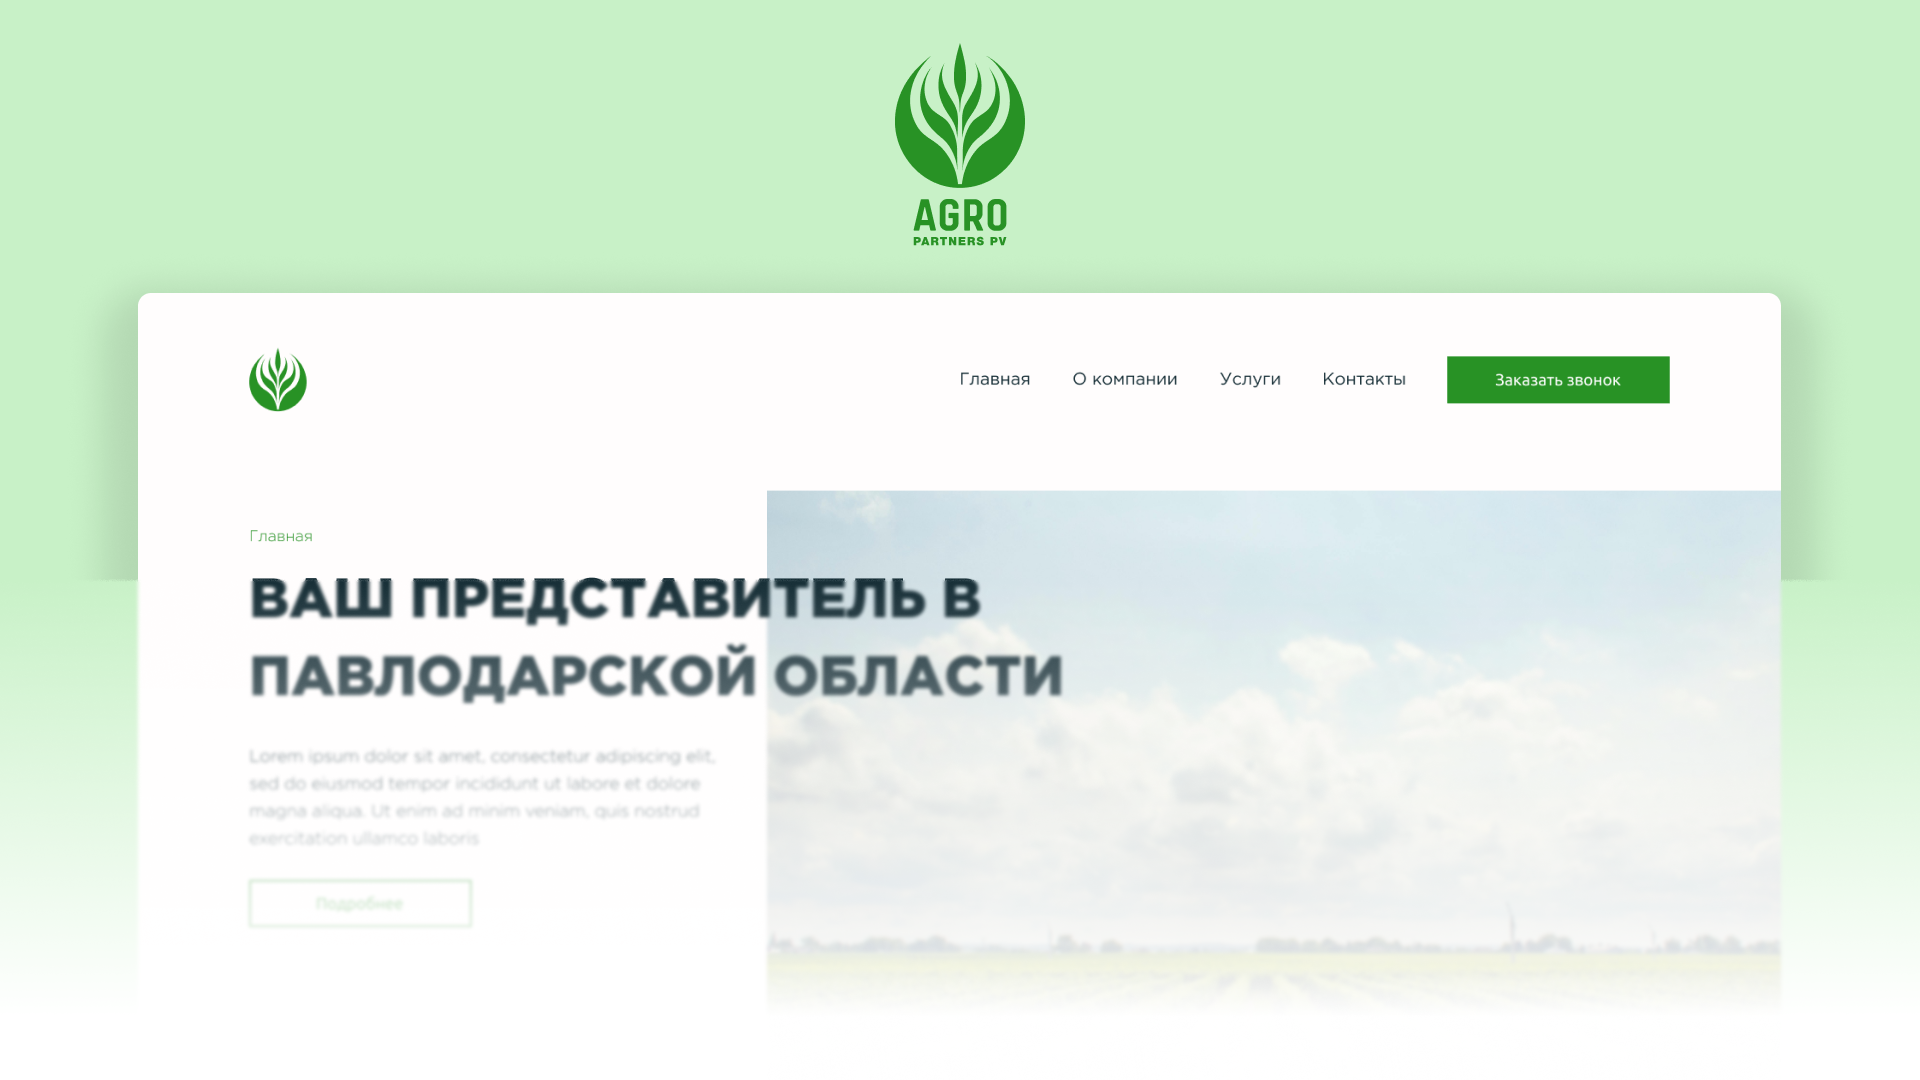 AGRO
PARTNERS PV
Главная
О компании
Услуги
Контакты
Заказать звонок
Главная
ВАШ ПРЕДСТАВИТЕЛЬ В
ПАВЛОДАРСКОЙ ОБЛАСТИ
Lorem ipsum dolor sit amet, consectetur adipiscing elit,
sed do eiusmod tempor incididunt ut labore et dolore
magna aliqua. Ut enim ad minim veniam, quis nostrud
exercitation ullamco laboris
Подробнее